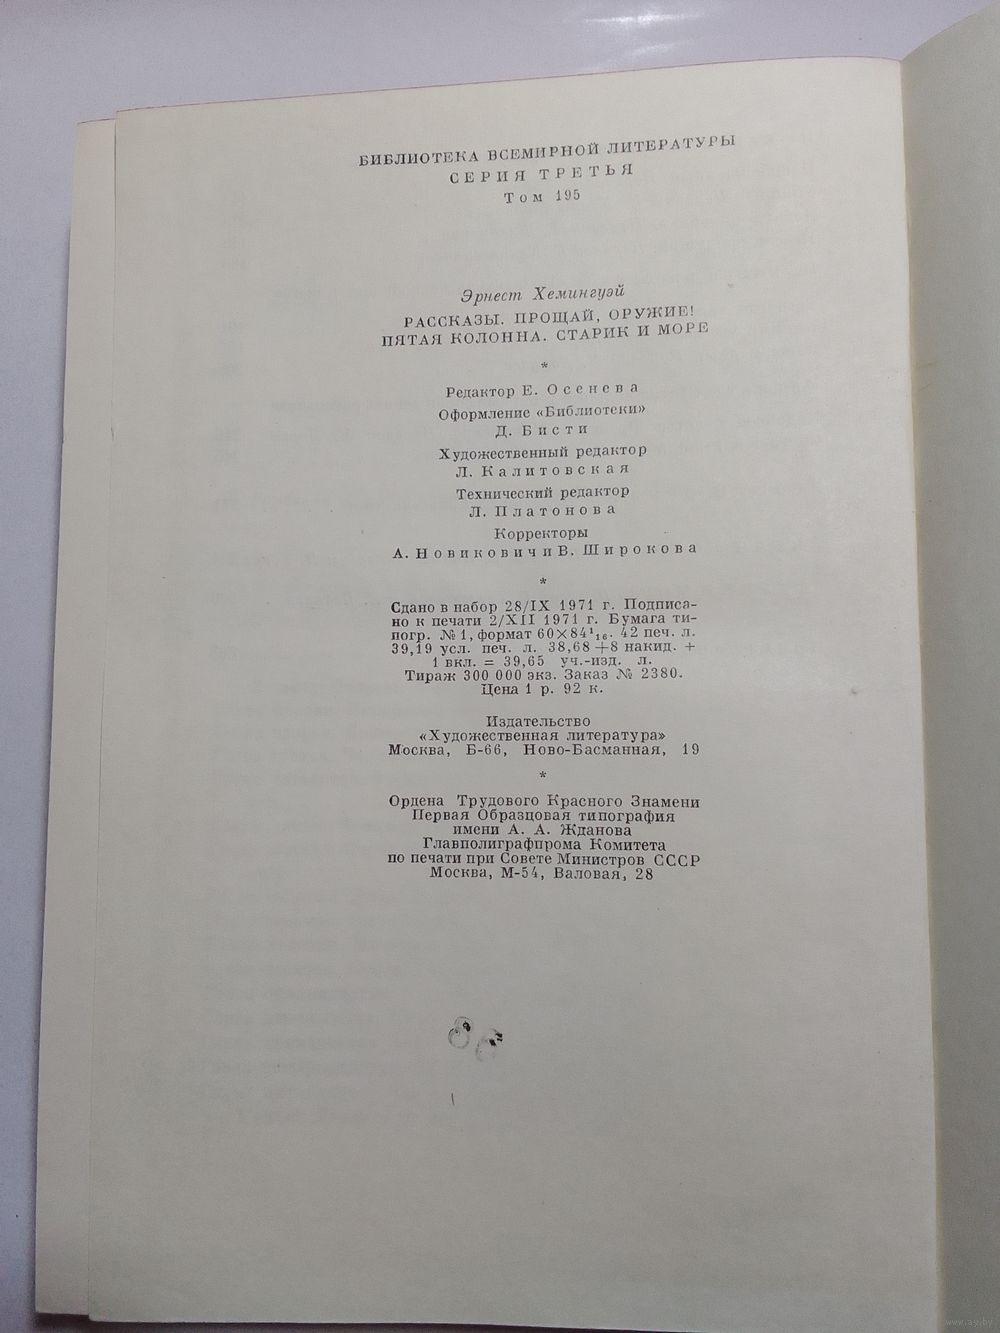 БИБЛИОТЕКА ВСЕМИРНОЙ ЛИТЕРАТУРЫ
СЕРИЯ ТРЕТЬЯ
Том 195
Эрнест Хемингуэй
РАССКАЗЫ. ПРОЩАЙ, ОРУЖИЕ!
ПЯТАЯ КОЛОННА. СТАРИК И МОРЕ
*
Редактор Е. Осенева
Оформление «Библиотеки»
Д. Бисти
Художественный редактор
Л. Калитовская
Технический редактор
Л. Платонова
Корректоры
А. Новикович и В. Широкова
*
Сдано в набор 28/IX 1971 г. Подписа-
но к печати 2/XII 1971 г. Бумага ти-
погр. № 1, формат 60×84¹₁₆. 42 печ. л.
39,19 усл. печ. л. 38,68 +8 накид. +
1 вкл. = 39,65 уч.-изд. л.
Тираж 300 000 экз. Заказ № 2380.
Цена 1 р. 92 к.
Издательство
«Художественная литература»
Москва, Б-66, Ново-Басманная, 19
*
Ордена Трудового Красного Знамени
Первая Образцовая типография
имени А. А. Жданова
Главполиграфпрома Комитета
по печати при Совете Министров СССР
Москва, М-54, Валовая, 28
86
www.ay.by